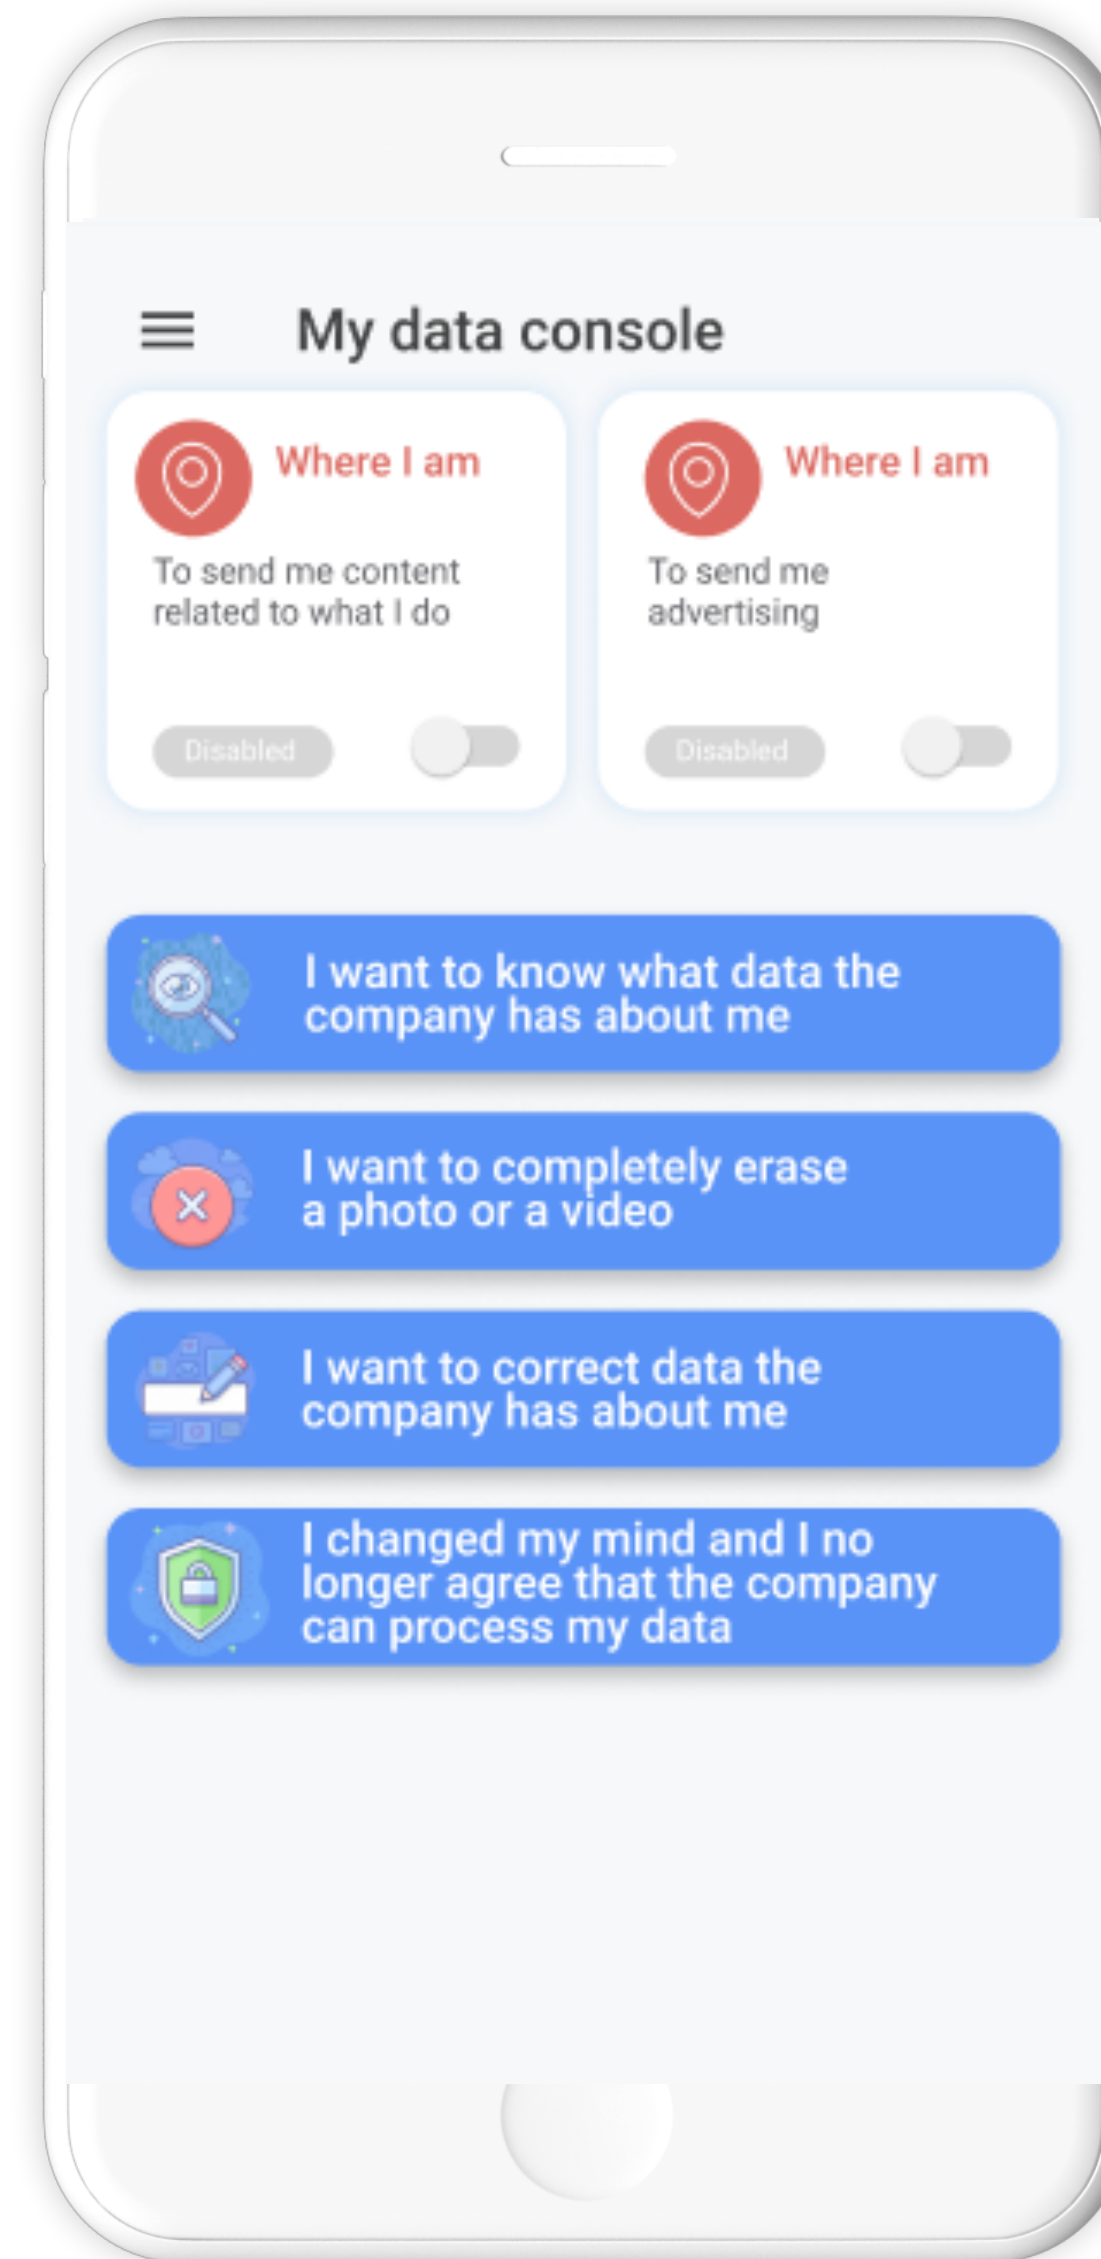 My data console
Where I am
To send me content
related to what I do
Disabled
Where I am
To send me
advertising
Disabled
I want to know what data the
company has about me
I want to completely erase
a photo or a video
I want to correct data the
company has about me
I changed my mind and I no
longer agree that the company
can process my data